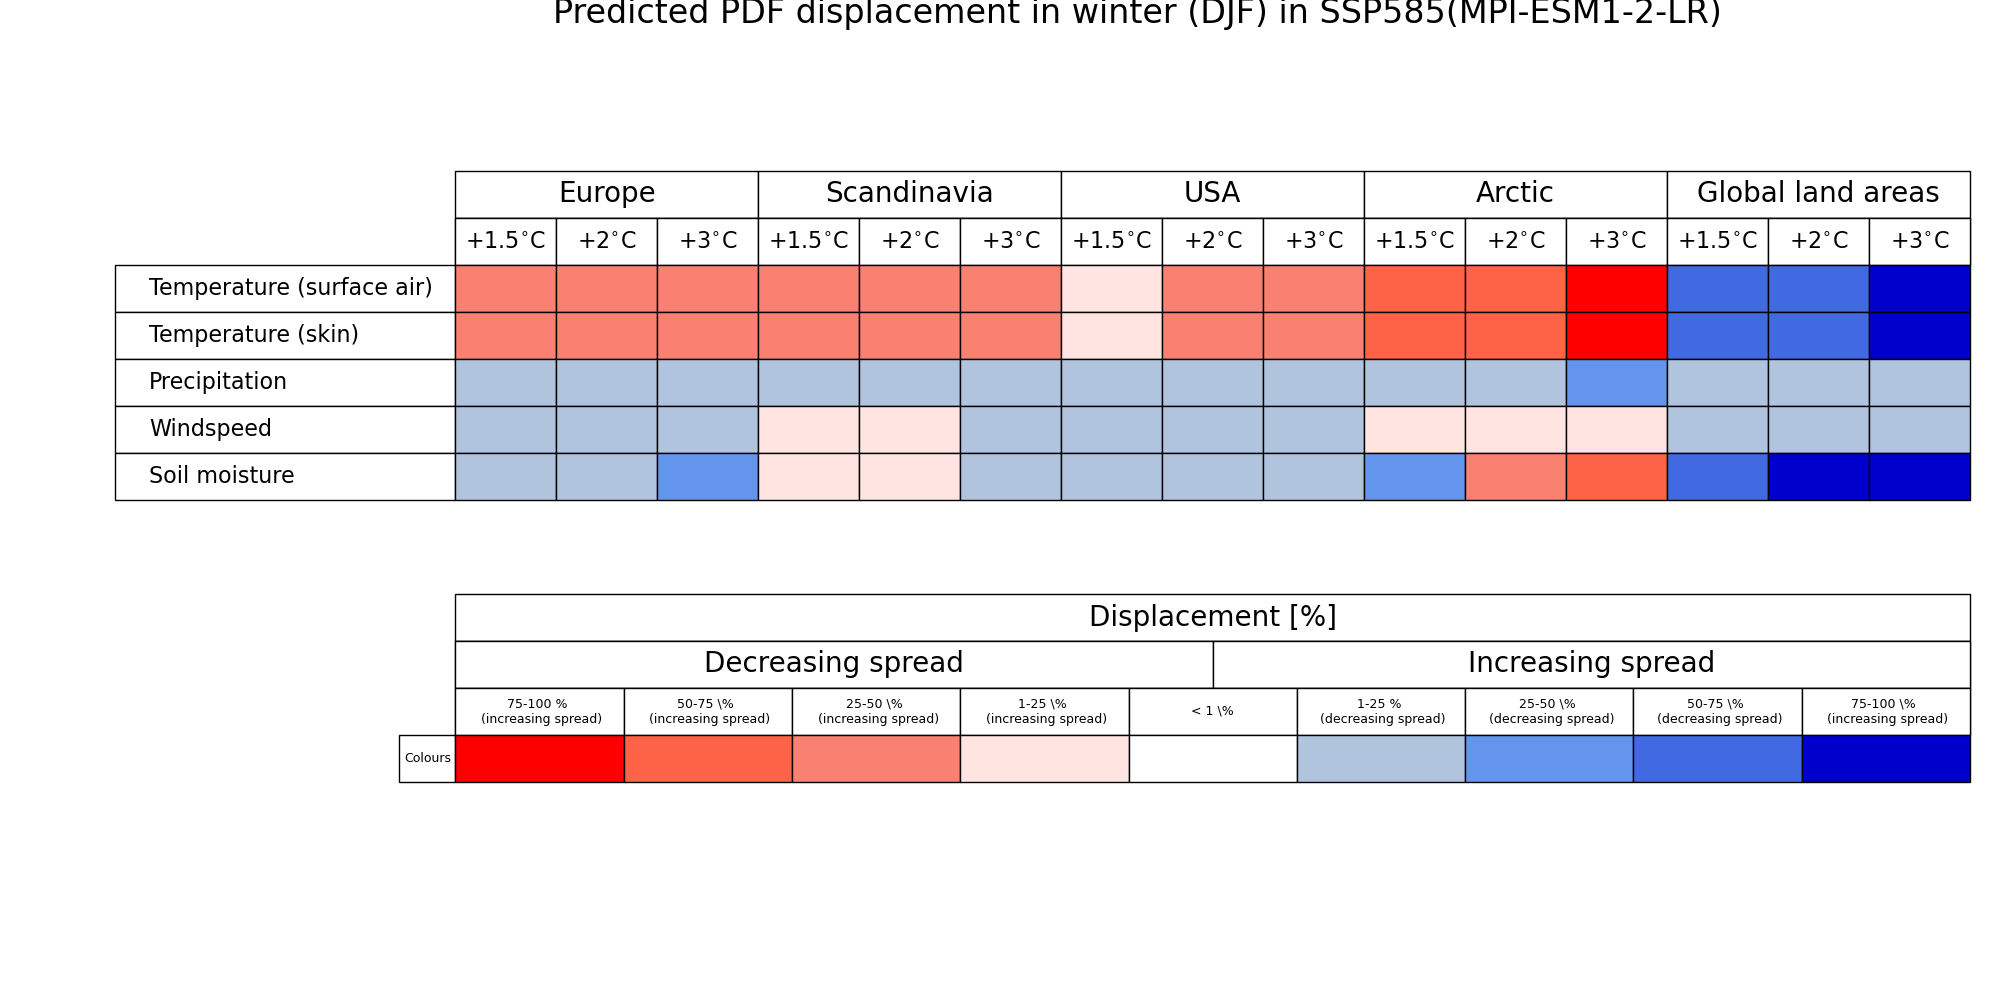 Predicted PDF displacement in winter (DJF) in SSP585(MPI-ESM1-2-LR)
Europe Scandinavia USA Arctic Global land areas
+1.5°C +2°C +3°C +1.5°C +2°C +3°C +1.5°C +2°C +3°C +1.5°C +2°C +3°C +1.5°C +2°C +3°C
Temperature (surface air)
Temperature (skin)
Precipitation
Windspeed
Soil moisture
Displacement [%]
Decreasing spread Increasing spread
75-100 % 50-75 \% 25-50 \% 1-25 \% < 1 \% 1-25 % 25-50 \% 50-75 \% 75-100 \%
(increasing spread) (increasing spread) (increasing spread) (increasing spread) (decreasing spread) (decreasing spread) (decreasing spread) (increasing spread)
Colours